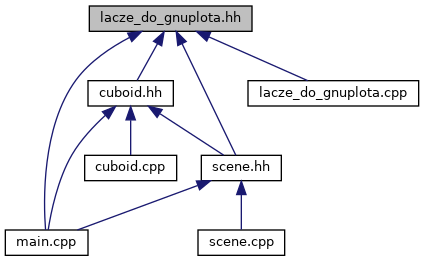 lacze_do_gnuplota.hh
cuboid.hh
lacze_do_gnuplota.cpp
cuboid.cpp
scene.hh
main.cpp
scene.cpp